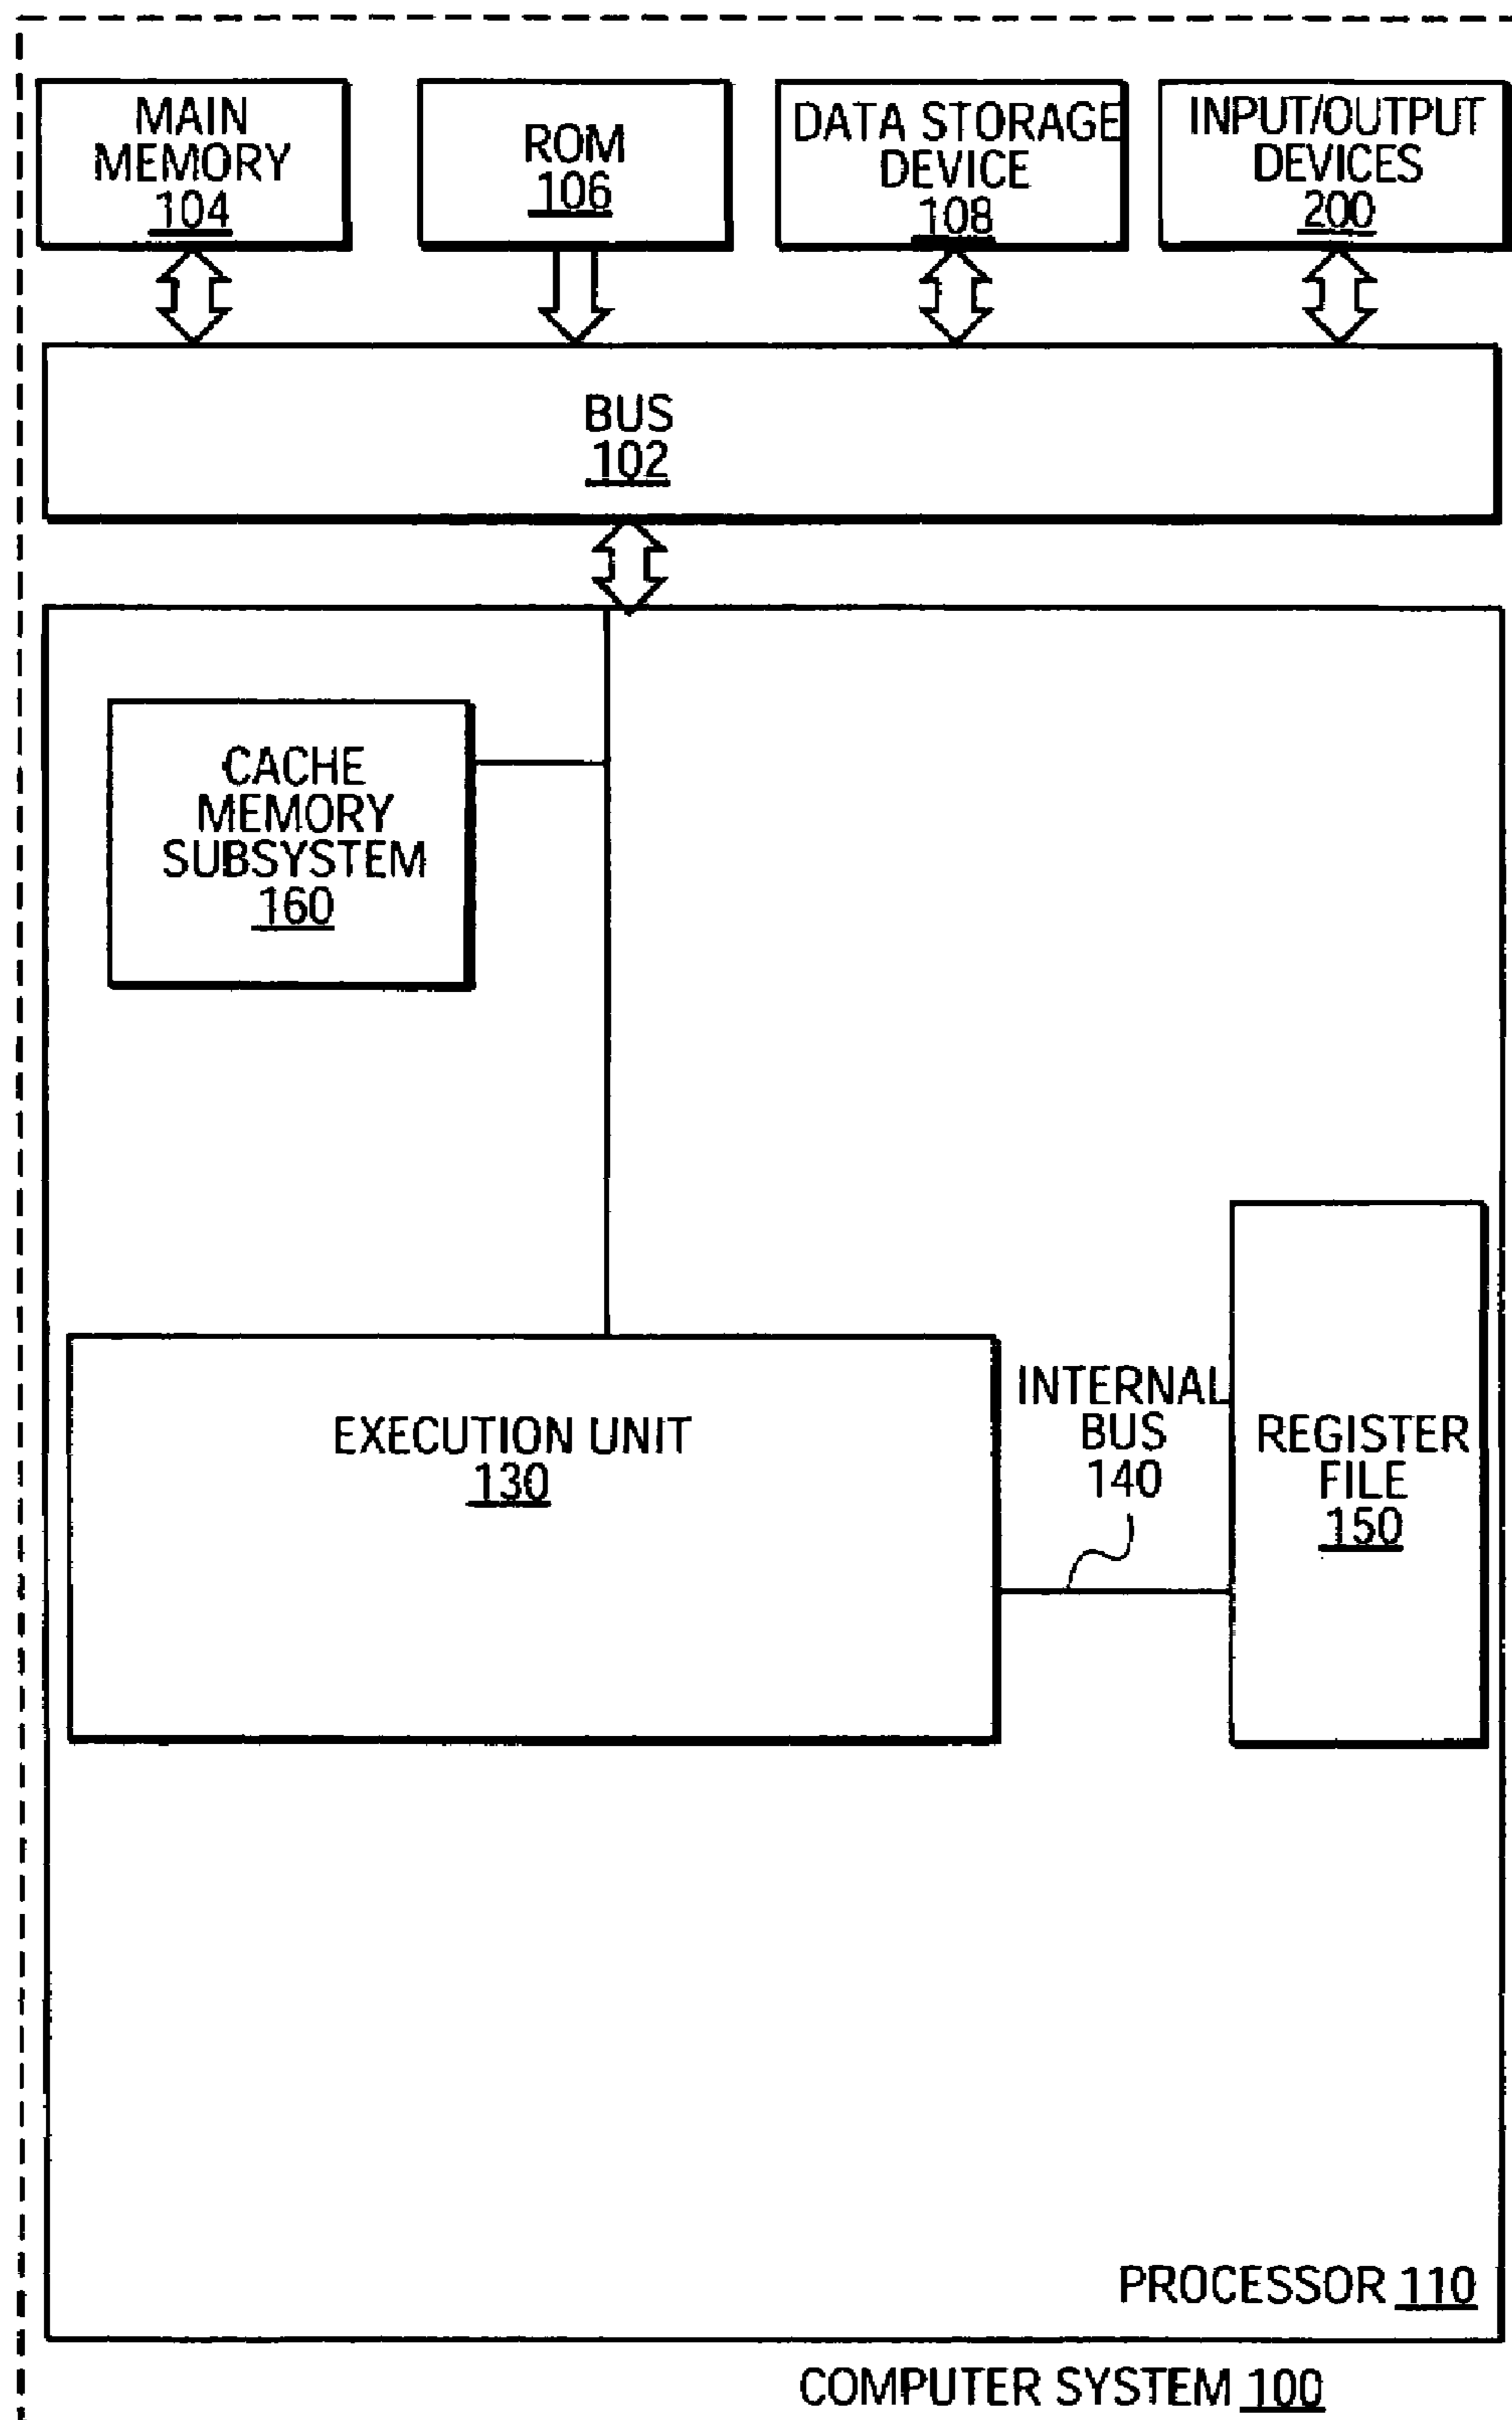 MAIN
MEMORY
104
ROM
106
DATA STORAGE
DEVICE
108
INPUT/OUTPUT
DEVICES
200
BUS
102
CACHE
MEMORY
SUBSYSTEM
160
EXECUTION UNIT
130
INTERNAL
BUS
140
REGISTER
FILE
150
PROCESSOR 110
COMPUTER SYSTEM 100